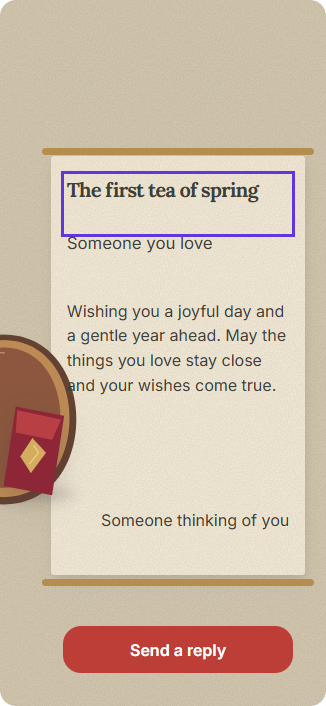 The first tea of spring
Someone you love
Wishing you a joyful day and
a gentle year ahead. May the
things you love stay close
and your wishes come true.
Someone thinking of you
Send a reply